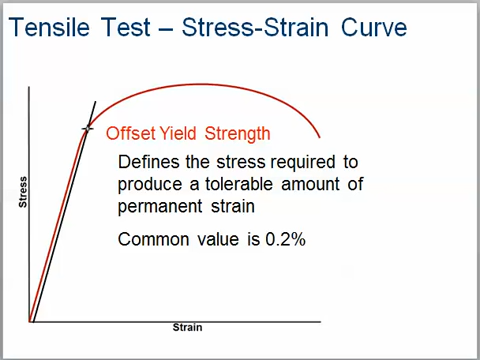 Tensile Test – Stress-Strain Curve
Offset Yield Strength
Defines the stress required to
produce a tolerable amount of
permanent strain
Common value is 0.2%
Stress
Strain